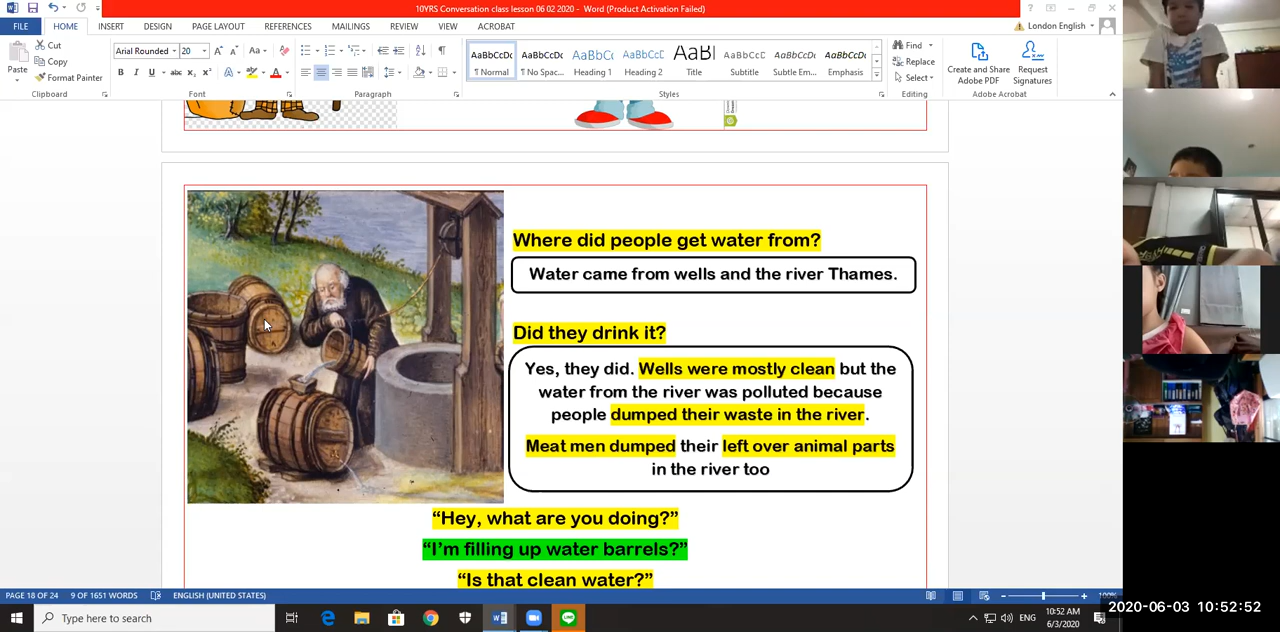 10YRS Conversation class lesson 06 02 2020 - Word (Product Activation Failed)
FILE HOME INSERT DESIGN PAGE LAYOUT REFERENCES MAILINGS REVIEW VIEW ACROBAT London English
Cut
Copy
Format Painter
Paste
Arial Rounded 20
AaBbCcDc AaBbCcDc AaBbCc AaBbCcC AaBl AaBbCcC AaBbCcDc AaBbCcDc
¶ Normal ¶ No Spac... Heading 1 Heading 2 Title Subtitle Subtle Em... Emphasis
Find
Replace
Select
Create and Share Adobe PDF
Request Signatures
Clipboard Font Paragraph Styles Editing Adobe Acrobat
Where did people get water from?
Water came from wells and the river Thames.
Did they drink it?
Yes, they did. Wells were mostly clean but the
water from the river was polluted because
people dumped their waste in the river.
Meat men dumped their left over animal parts
in the river too
“Hey, what are you doing?”
“I’m filling up water barrels?”
“Is that clean water?”
PAGE 18 OF 24 9 OF 1651 WORDS ENGLISH (UNITED STATES) 100%
Type here to search
ENG
10:52 AM
6/3/2020
2020-06-03 10:52:52